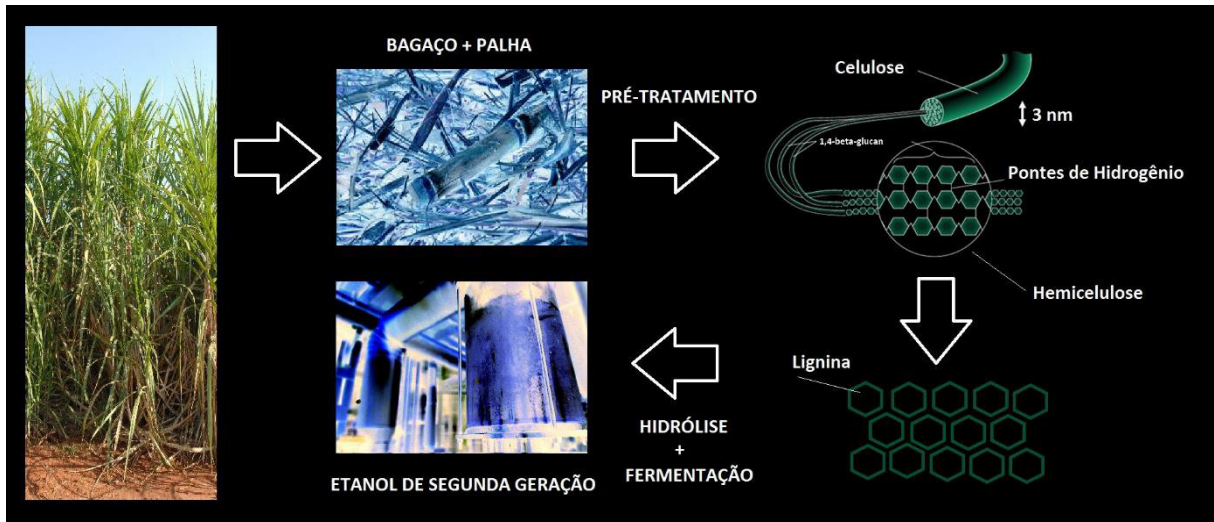 BAGAÇO + PALHA
PRÉ-TRATAMENTO
Celulose
3 nm
1,4-beta-glucan
Pontes de Hidrogênio
Hemicelulose
Lignina
HIDRÓLISE
+
FERMENTAÇÃO
ETANOL DE SEGUNDA GERAÇÃO